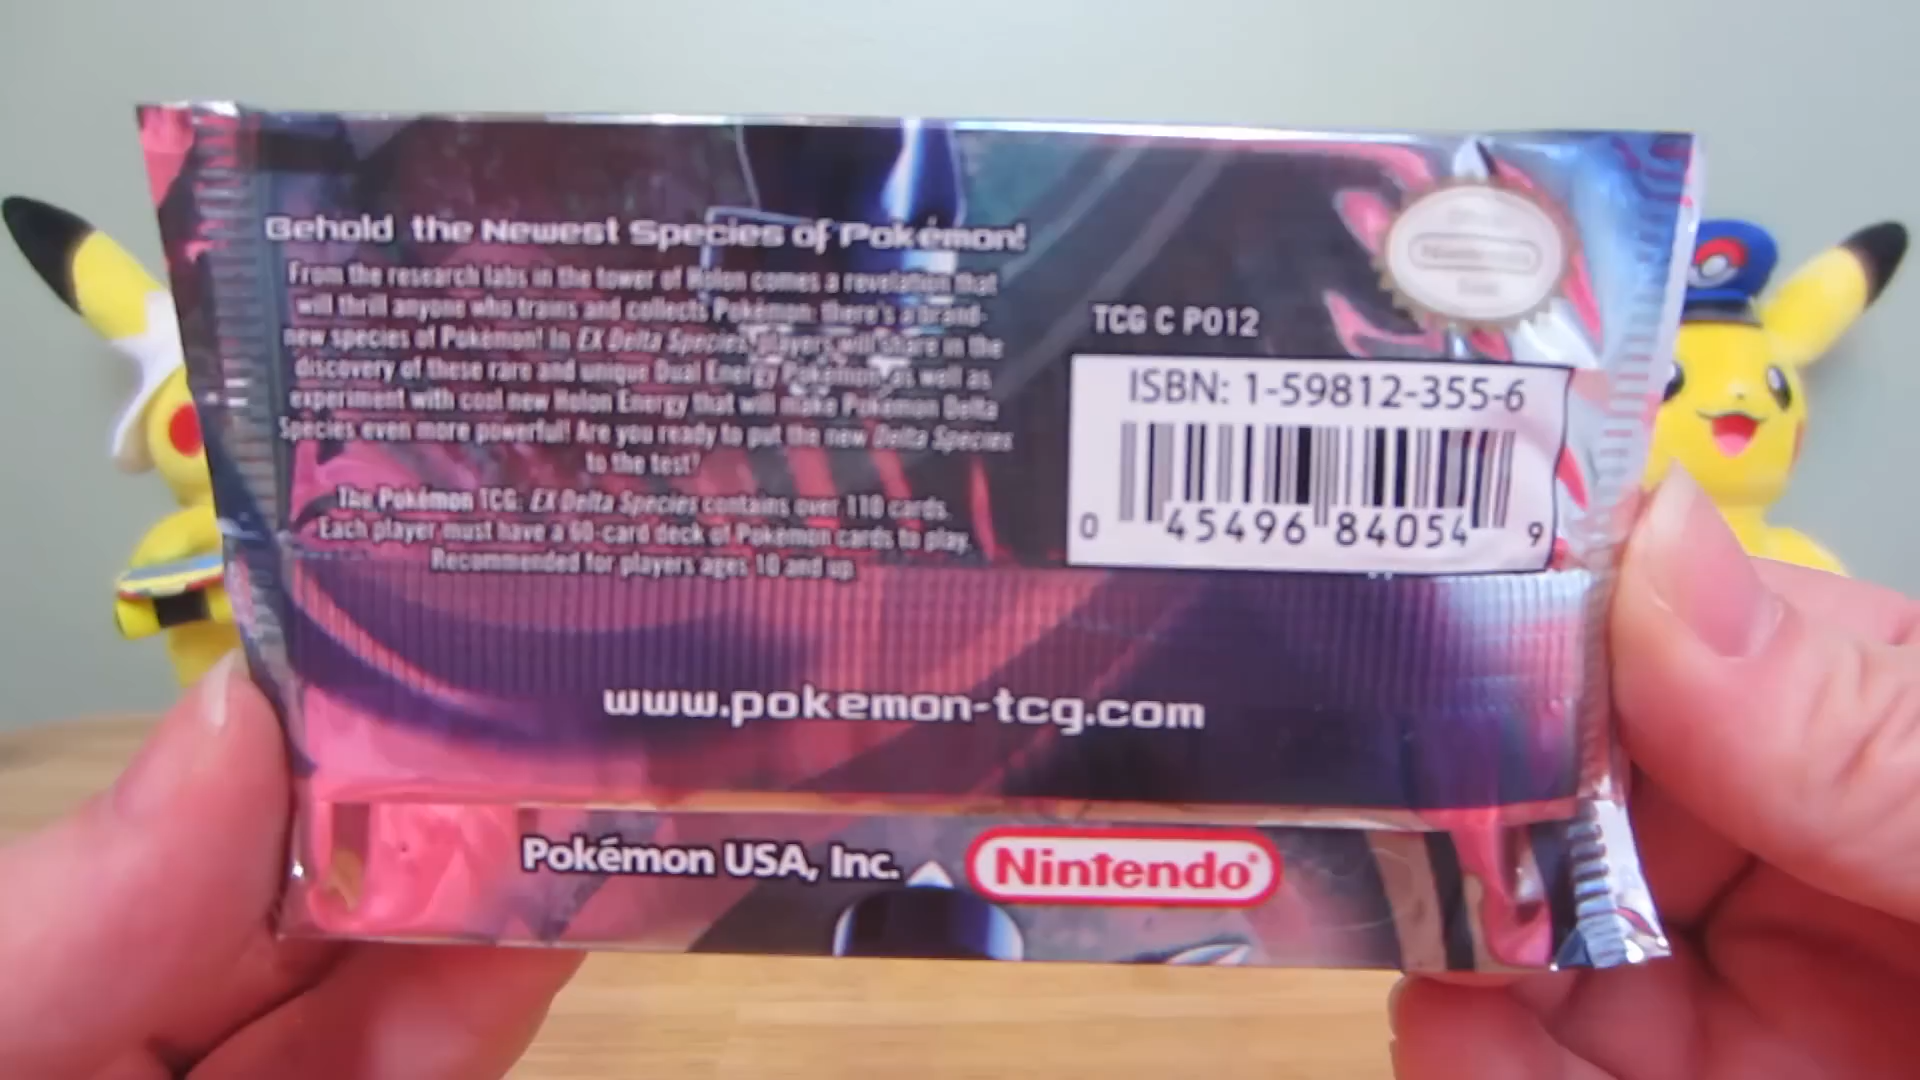 Behold the Newest Species of Pokémon!
From the research labs in the tower of Holon comes a revelation that
will thrill anyone who trains and collects Pokémon: there's a brand-
new species of Pokémon! In EX Delta Species, players will share in the
discovery of these rare and unique Dual Energy Pokémon, as well as
experiment with cool new Holon Energy that will make Pokémon Delta
Species even more powerful! Are you ready to put the new Delta Species
to the test?
The Pokémon TCG: EX Delta Species contains over 110 cards.
Each player must have a 60-card deck of Pokémon cards to play.
Recommended for players ages 10 and up.
Nintendo
TCG C P012
ISBN: 1-59812-355-6
0 45496 84054 9
www.pokemon-tcg.com
Pokémon USA, Inc.
Nintendo®